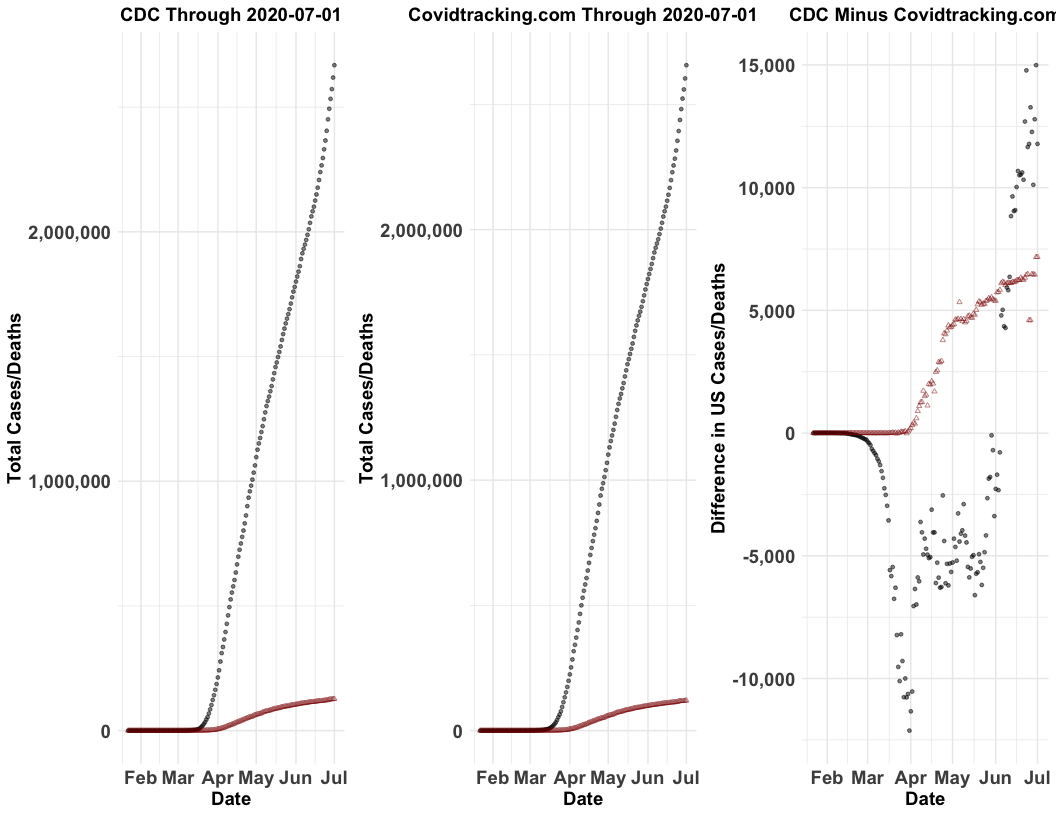 CDC Through 2020-07-01
Total Cases/Deaths
2,000,000
1,000,000
0
Feb Mar Apr May Jun Jul
Date
Covidtracking.com Through 2020-07-01
Total Cases/Deaths
2,000,000
1,000,000
0
Feb Mar Apr May Jun Jul
Date
CDC Minus Covidtracking.com
Difference in US Cases/Deaths
15,000
10,000
5,000
0
-5,000
-10,000
Feb Mar Apr May Jun Jul
Date